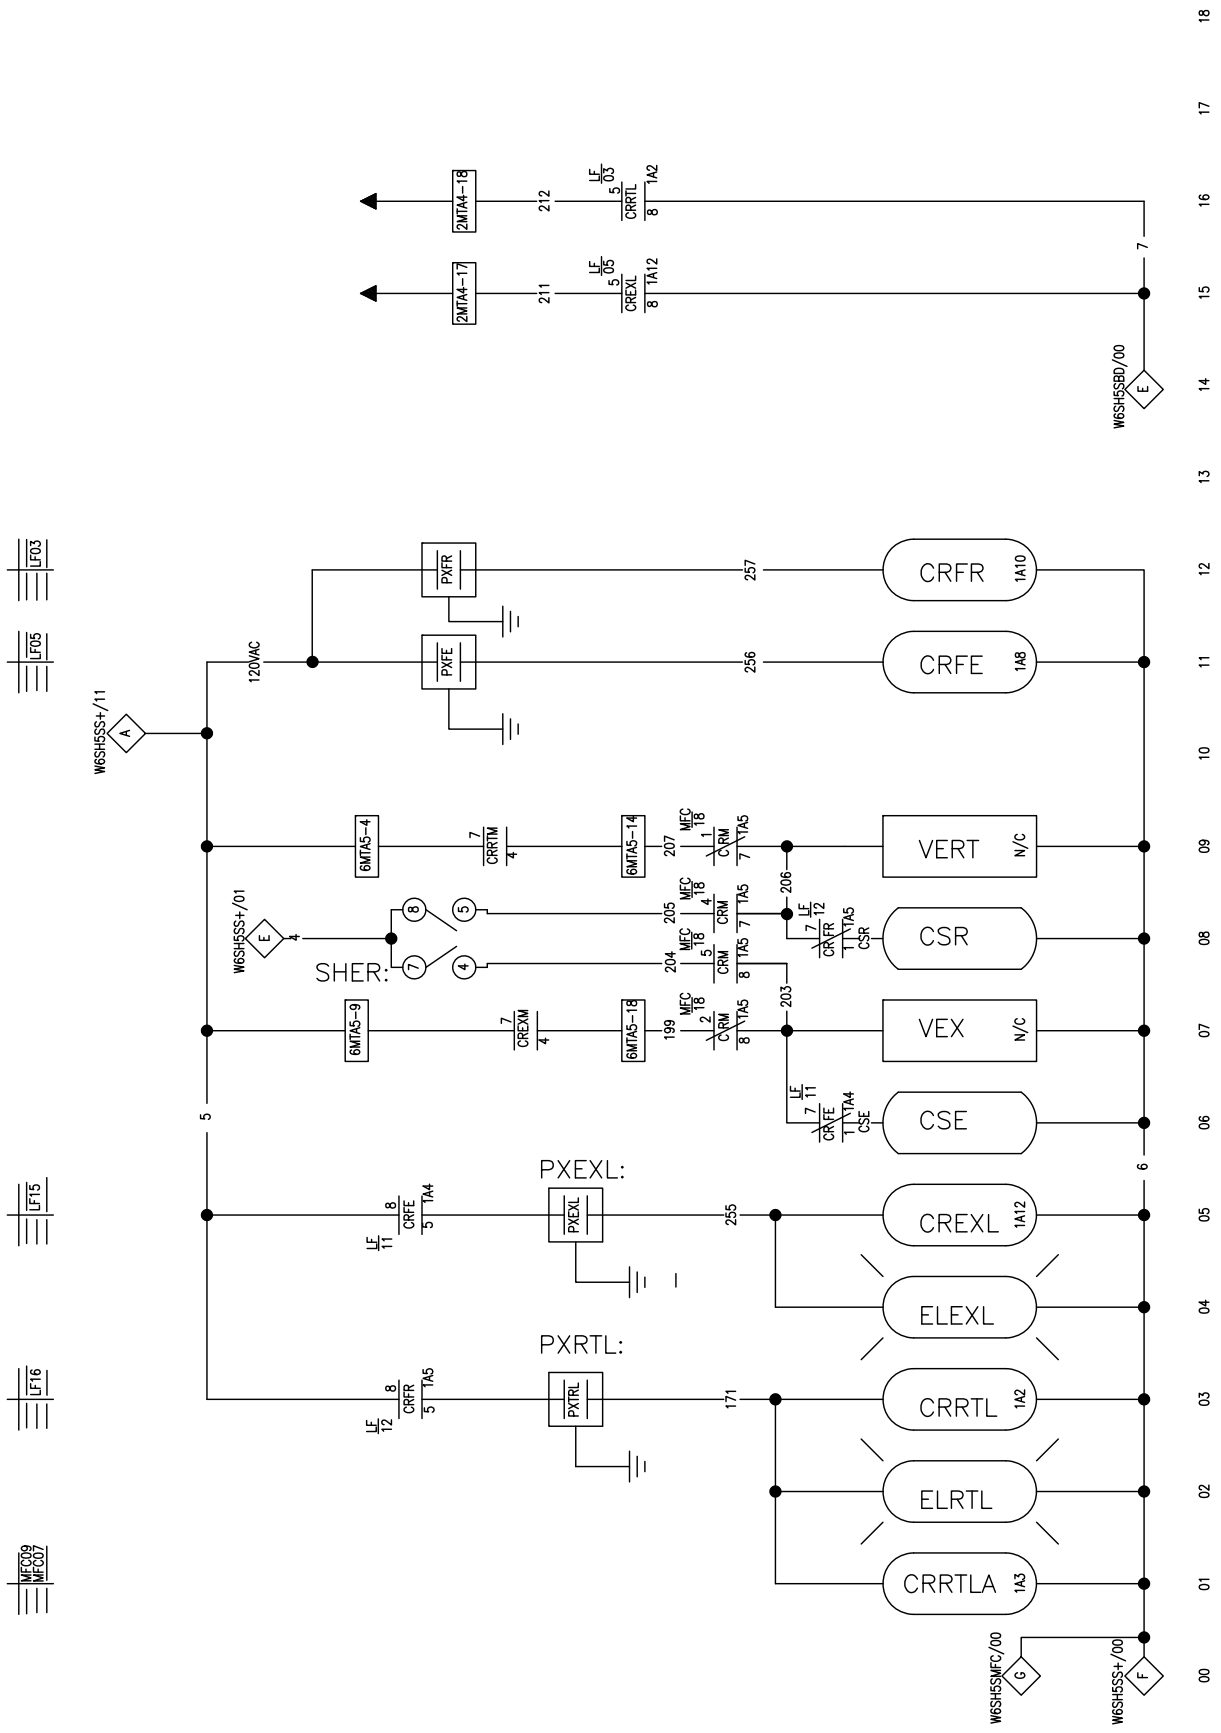 MFC09
MFC07
LF16
LF15
LF05
LF03
W6SH5SS+/11
A
W6SH5SS+/01
E
4
5
120VAC
LF
12
8
CRFR
5
1A5
PXRTL:
PXTRL
171
CRRTLA
1A3
ELRTL
CRRTL
1A2
LF
11
8
CRFE
5
1A4
PXEXL:
PXEXL
255
ELEXL
CREXL
1A12
6MTA5-9
7
CREXM
4
6MTA5-18
199
MFC
18
2
CRM
8
1A5
203
LF
11
7
CRFE
1
1A4
CSE
CSE
VEX
N/C
SHER:
7
8
4
5
204
MFC
18
5
CRM
8
1A5
205
MFC
18
4
CRM
7
1A5
206
LF
12
7
CRFR
1
1A5
CSR
CSR
6MTA5-4
7
CRRTM
4
6MTA5-14
207
MFC
18
1
CRM
7
1A5
VERT
N/C
PXFE
256
CRFE
1A8
PXFR
257
CRFR
1A10
6
W6SH5SMFC/00
G
W6SH5SS+/00
F
2MTA4-17
211
LF
05
5
CREXL
8
1A12
2MTA4-18
212
LF
03
5
CRRTL
8
1A2
7
W6SH5SBD/00
E
00
01
02
03
04
05
06
07
08
09
10
11
12
13
14
15
16
17
18